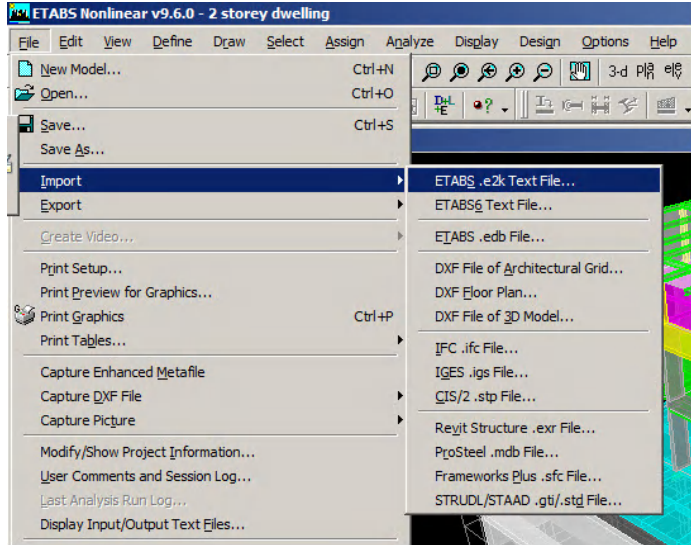 ETABS Nonlinear v9.6.0 - 2 storey dwelling
File Edit View Define Draw Select Assign Analyze Display Design Options Help
New Model... Ctrl+N
3-d
Open... Ctrl+O
Save... Ctrl+S
Save As...
Import
Export
Create Video...
Print Setup...
Print Preview for Graphics...
Print Graphics Ctrl+P
Print Tables...
Capture Enhanced Metafile
Capture DXF File
Capture Picture
Modify/Show Project Information...
User Comments and Session Log...
Last Analysis Run Log...
Display Input/Output Text Files...
ETABS .e2k Text File...
ETABS6 Text File...
ETABS .edb File...
DXF File of Architectural Grid...
DXF Floor Plan...
DXF File of 3D Model...
IFC .ifc File...
IGES .igs File...
CIS/2 .stp File...
Revit Structure .exr File...
ProSteel .mdb File...
Frameworks Plus .sfc File...
STRUDL/STAAD .gti/.std File...